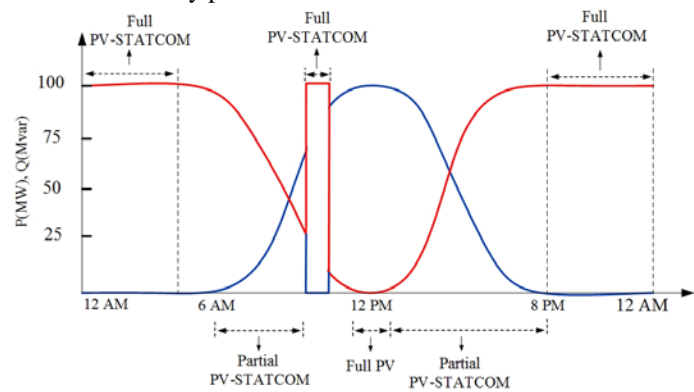 Full
PV-STATCOM
Full
PV-STATCOM
Full
PV-STATCOM
P(MW), Q(Mvar)
100
75
50
25
12 AM
6 AM
12 PM
8 PM
12 AM
Partial
PV-STATCOM
Full PV
Partial
PV-STATCOM